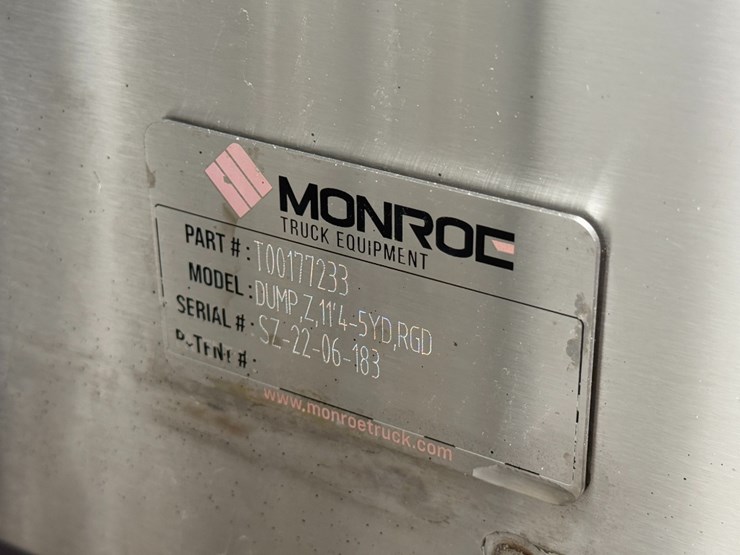 MONROE
TRUCK EQUIPMENT
PART #: T00177233
MODEL: DUMP,Z,11'4-5YD,RGD
SERIAL #: SZ-22-06-183
www.monroetruck.com